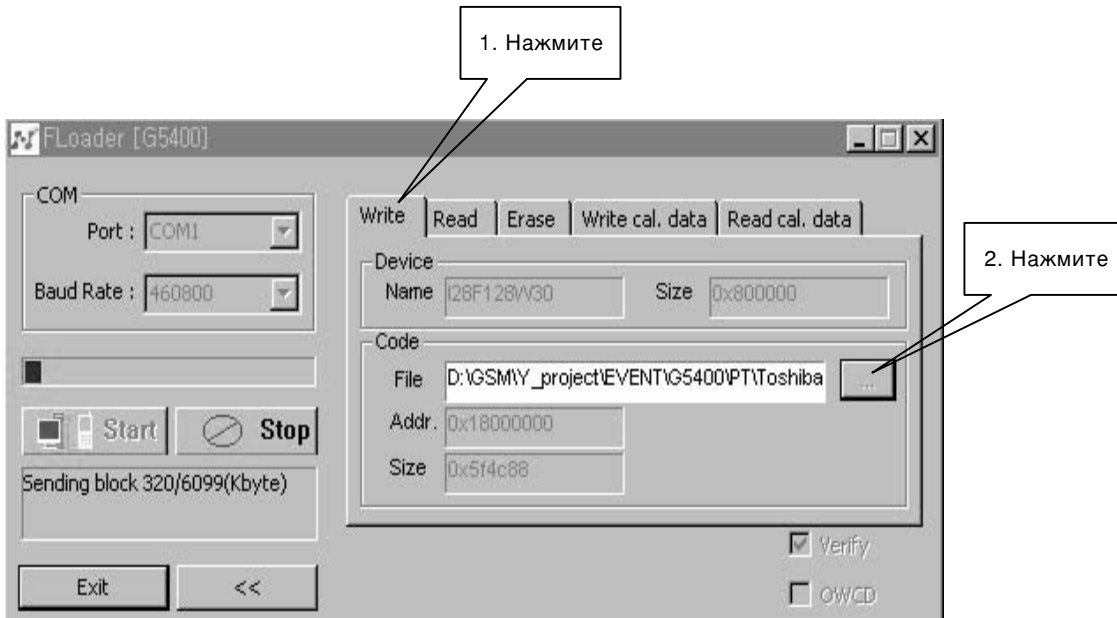 1. Нажмите
FLoader [G5400]
COM
Port : COM1
Baud Rate : 460800
Start Stop
Sending block 320/6099(Kbyte)
Exit <<
Write Read Erase Write cal. data Read cal. data
Device
Name I28F128W30 Size 0x800000
Code
File D:\GSM\Y_project\EVENT\G5400\PT\Toshiba ...
Addr. 0x18000000
Size 0x5f4c88
Verify
OWCD
2. Нажмите